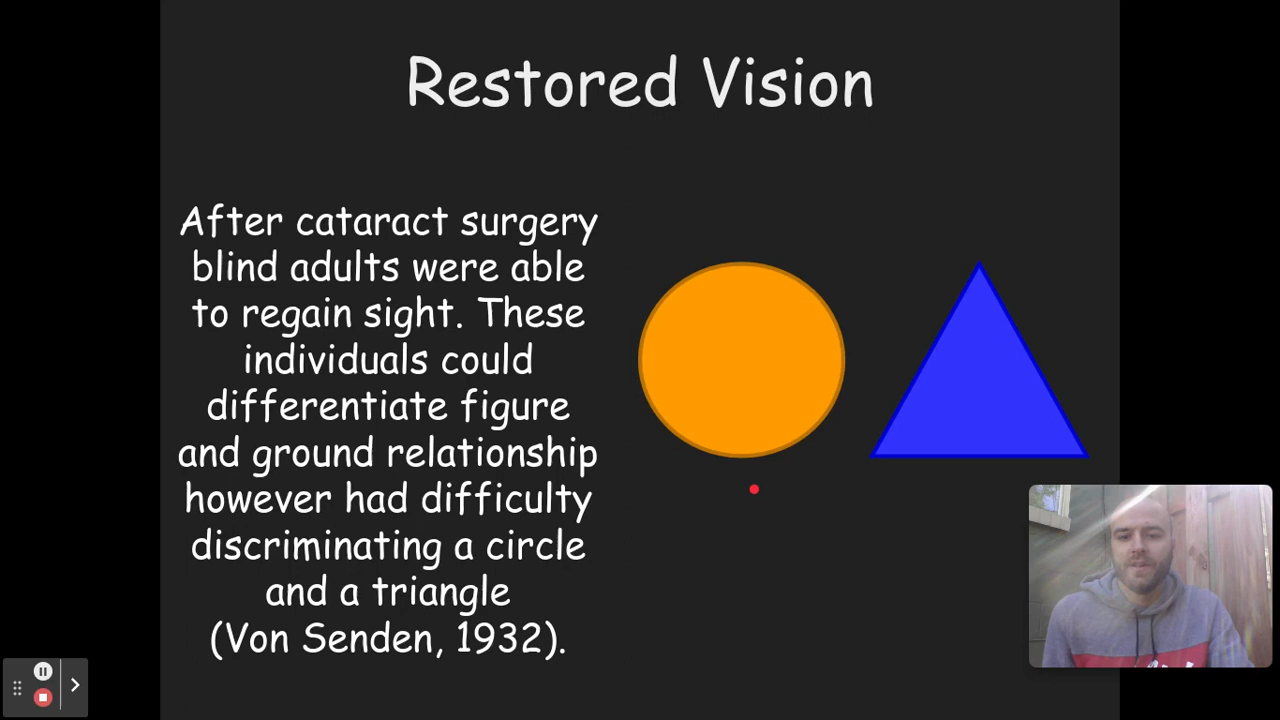 Restored Vision
After cataract surgery
blind adults were able
to regain sight. These
individuals could
differentiate figure
and ground relationship
however had difficulty
discriminating a circle
and a triangle
(Von Senden, 1932).